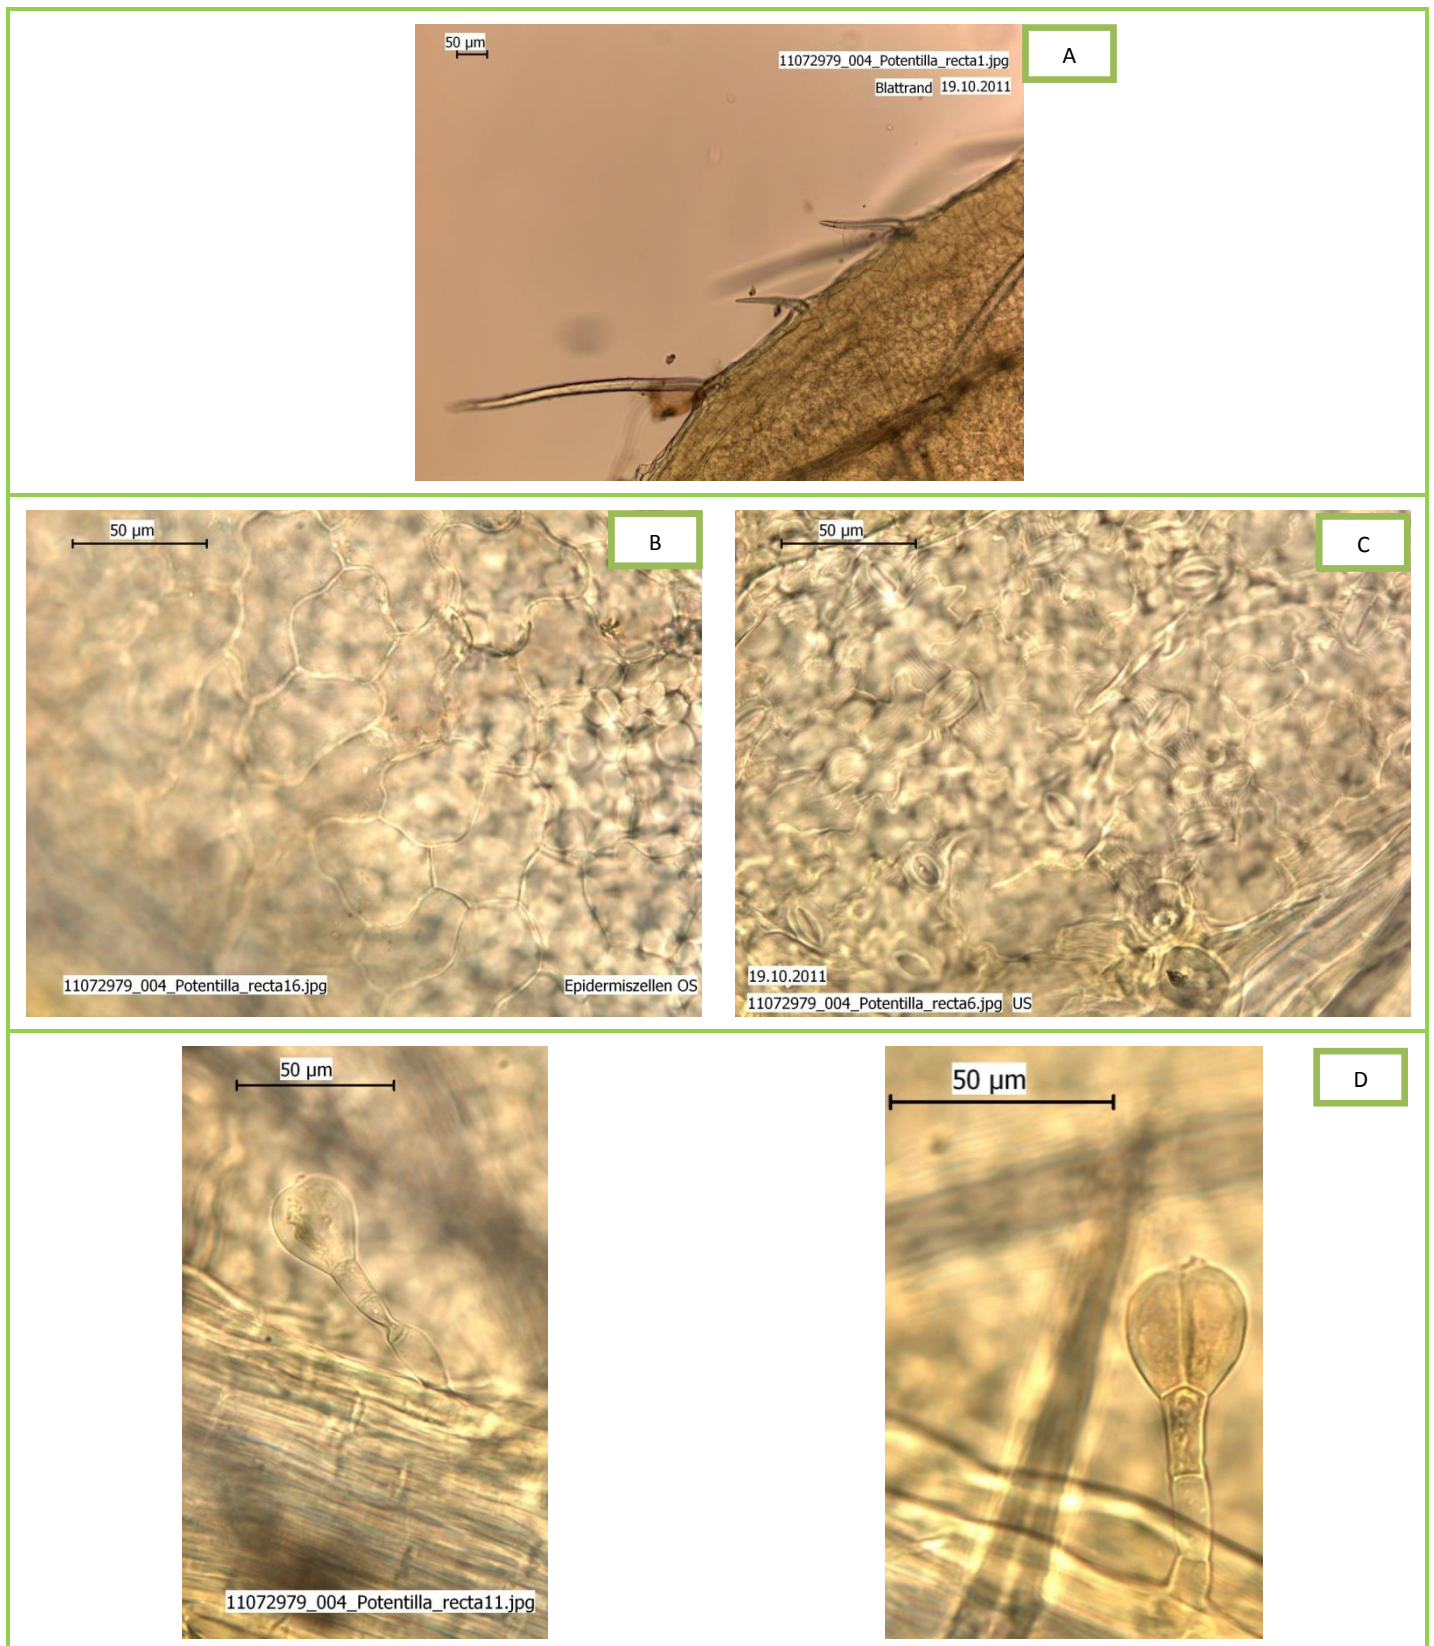 50 µm
A
11072979_004_Potentilla_recta1.jpg
Blattrand 19.10.2011
50 µm
B
11072979_004_Potentilla_recta16.jpg
Epidermiszellen OS
50 µm
C
19.10.2011
11072979_004_Potentilla_recta6.jpg US
50 µm
11072979_004_Potentilla_recta11.jpg
50 µm
D